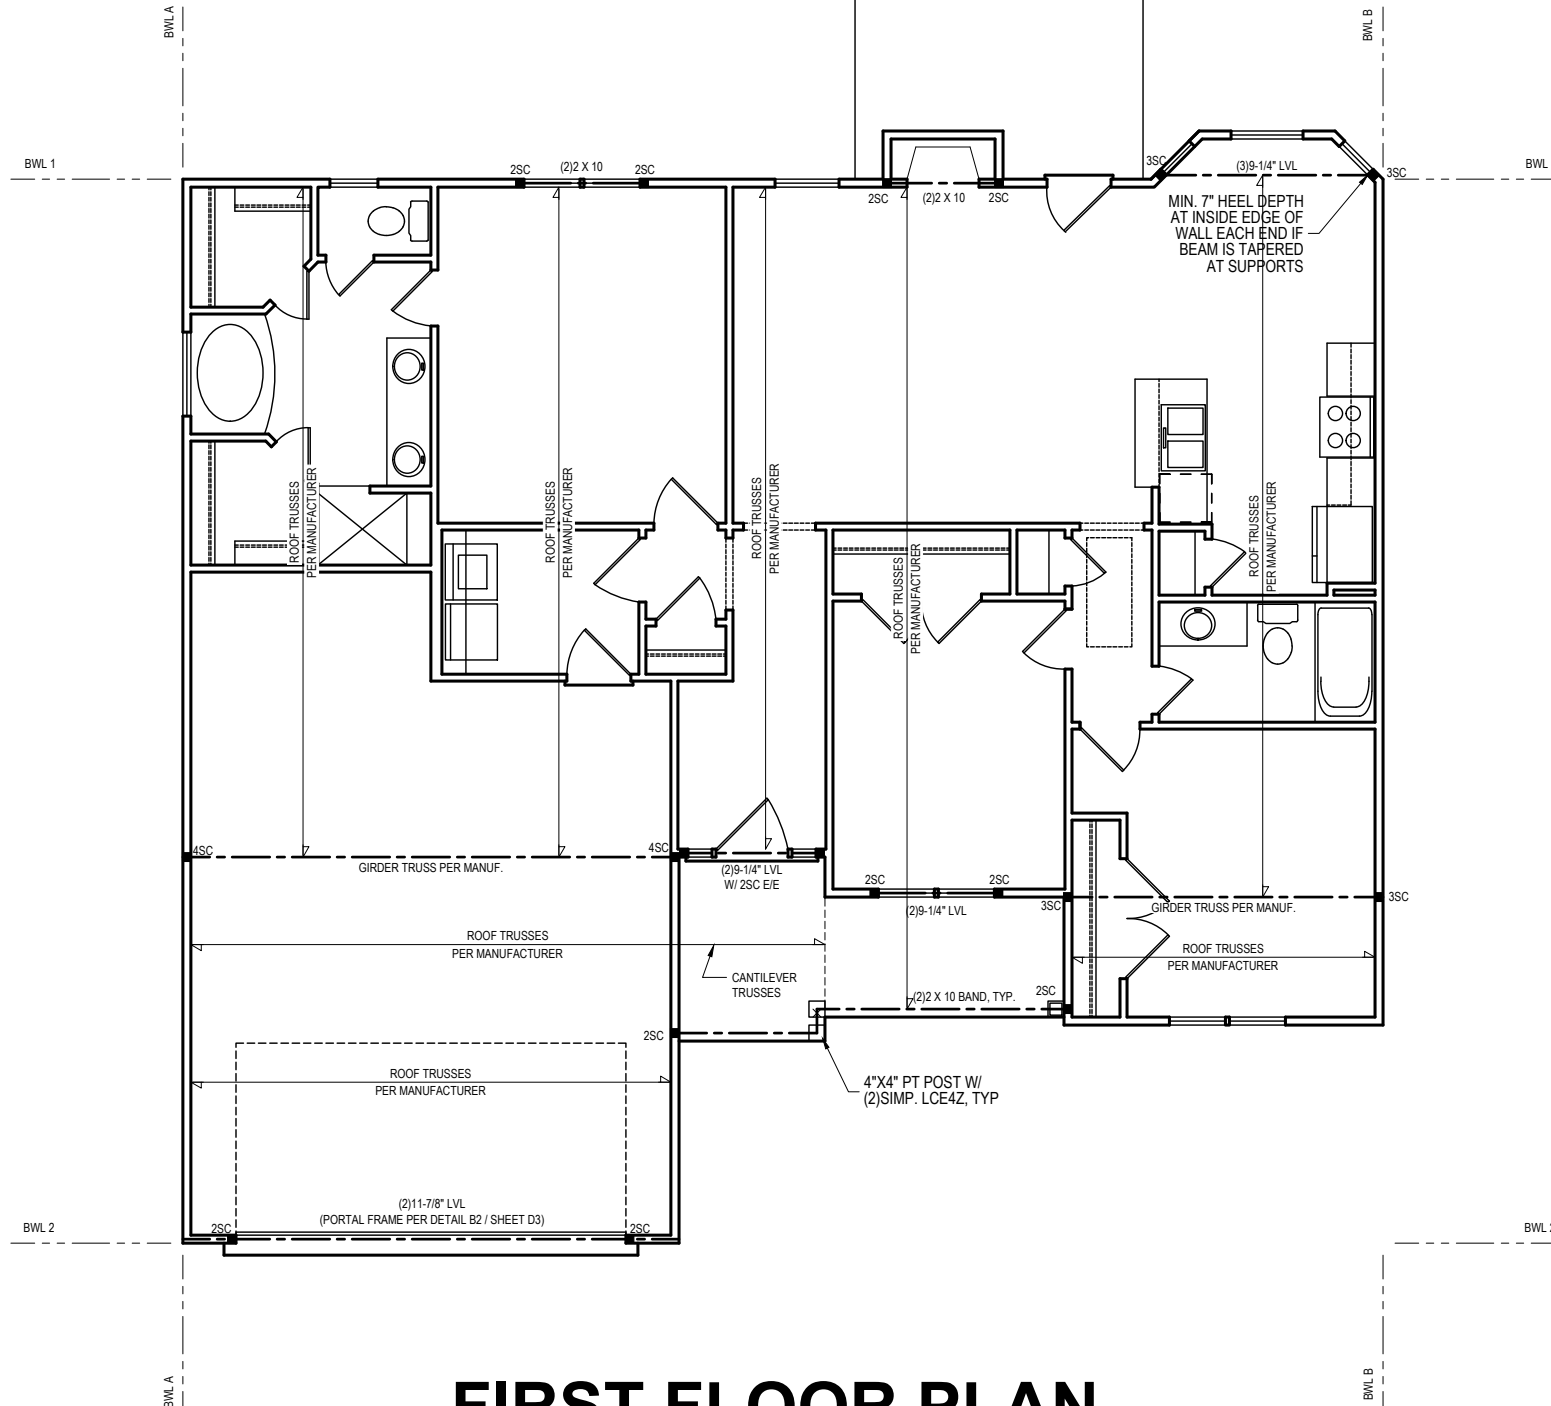 BWL A
BWL B
BWL 1
BWL
2SC
(2)2 X 10
2SC
3SC
(3)9-1/4" LVL
3SC
2SC
(2)2 X 10
2SC
MIN. 7" HEEL DEPTH
AT INSIDE EDGE OF
WALL EACH END IF
BEAM IS TAPERED
AT SUPPORTS
ROOF TRUSSES
PER MANUFACTURER
ROOF TRUSSES
PER MANUFACTURER
ROOF TRUSSES
PER MANUFACTURER
ROOF TRUSSES
PER MANUFACTURER
ROOF TRUSSES
PER MANUFACTURER
4SC
4SC
GIRDER TRUSS PER MANUF.
(2)9-1/4" LVL
W/ 2SC E/E
2SC
2SC
(2)9-1/4" LVL
3SC
GIRDER TRUSS PER MANUF.
3SC
ROOF TRUSSES
PER MANUFACTURER
ROOF TRUSSES
PER MANUFACTURER
CANTILEVER
TRUSSES
(2)2 X 10 BAND, TYP.
2SC
2SC
ROOF TRUSSES
PER MANUFACTURER
4"X4" PT POST W/
(2)SIMP. LCE4Z, TYP
(2)11-7/8" LVL
(PORTAL FRAME PER DETAIL B2 / SHEET D3)
2SC
2SC
BWL 2
BWL 2
BWL A
BWL B
FIRST FLOOR PLAN